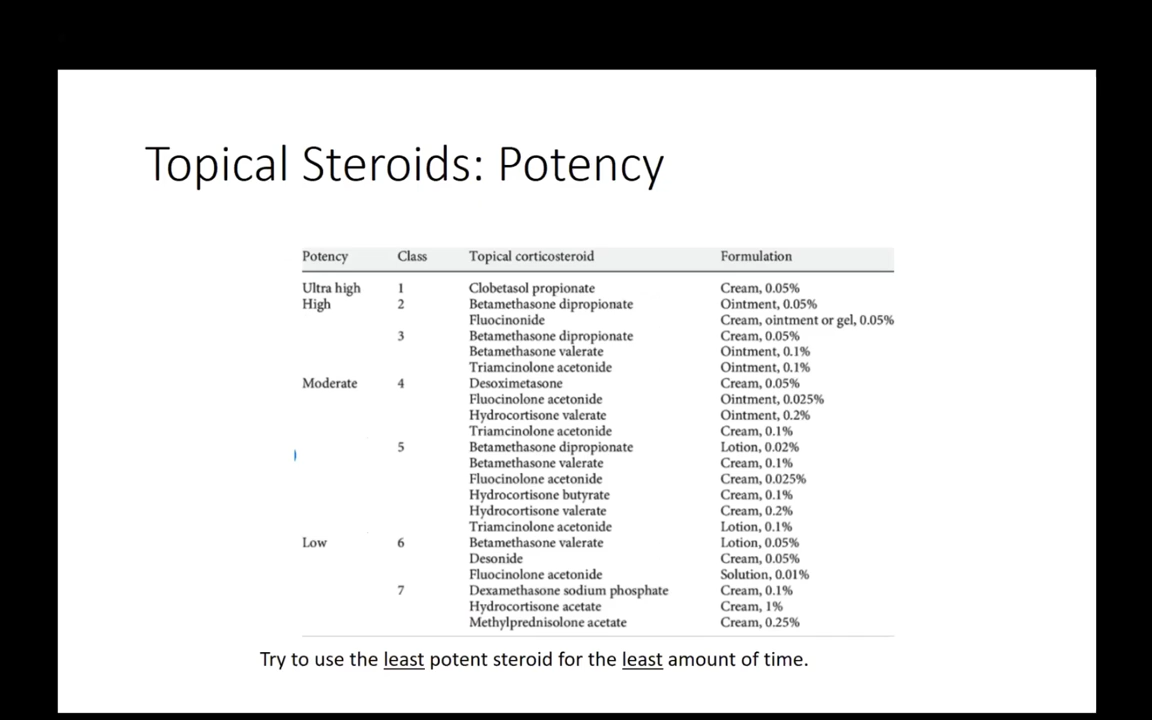 Topical Steroids: Potency
Potency Class Topical corticosteroid Formulation
Ultra high 1 Clobetasol propionate Cream, 0.05%
High 2 Betamethasone dipropionate Ointment, 0.05%
Fluocinonide Cream, ointment or gel, 0.05%
3 Betamethasone dipropionate Cream, 0.05%
Betamethasone valerate Ointment, 0.1%
Triamcinolone acetonide Ointment, 0.1%
Moderate 4 Desoximetasone Cream, 0.05%
Fluocinolone acetonide Ointment, 0.025%
Hydrocortisone valerate Ointment, 0.2%
Triamcinolone acetonide Cream, 0.1%
5 Betamethasone dipropionate Lotion, 0.02%
Betamethasone valerate Cream, 0.1%
Fluocinolone acetonide Cream, 0.025%
Hydrocortisone butyrate Cream, 0.1%
Hydrocortisone valerate Cream, 0.2%
Triamcinolone acetonide Lotion, 0.1%
Low 6 Betamethasone valerate Lotion, 0.05%
Desonide Cream, 0.05%
Fluocinolone acetonide Solution, 0.01%
7 Dexamethasone sodium phosphate Cream, 0.1%
Hydrocortisone acetate Cream, 1%
Methylprednisolone acetate Cream, 0.25%
Try to use the least potent steroid for the least amount of time.